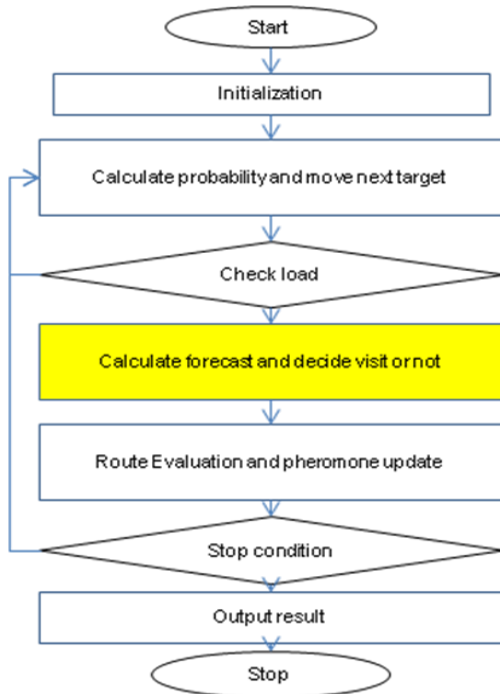 Start
Initialization
Calculate probability and move next target
Check load
Calculate forecast and decide visit or not
Route Evaluation and pheromone update
Stop condition
Output result
Stop